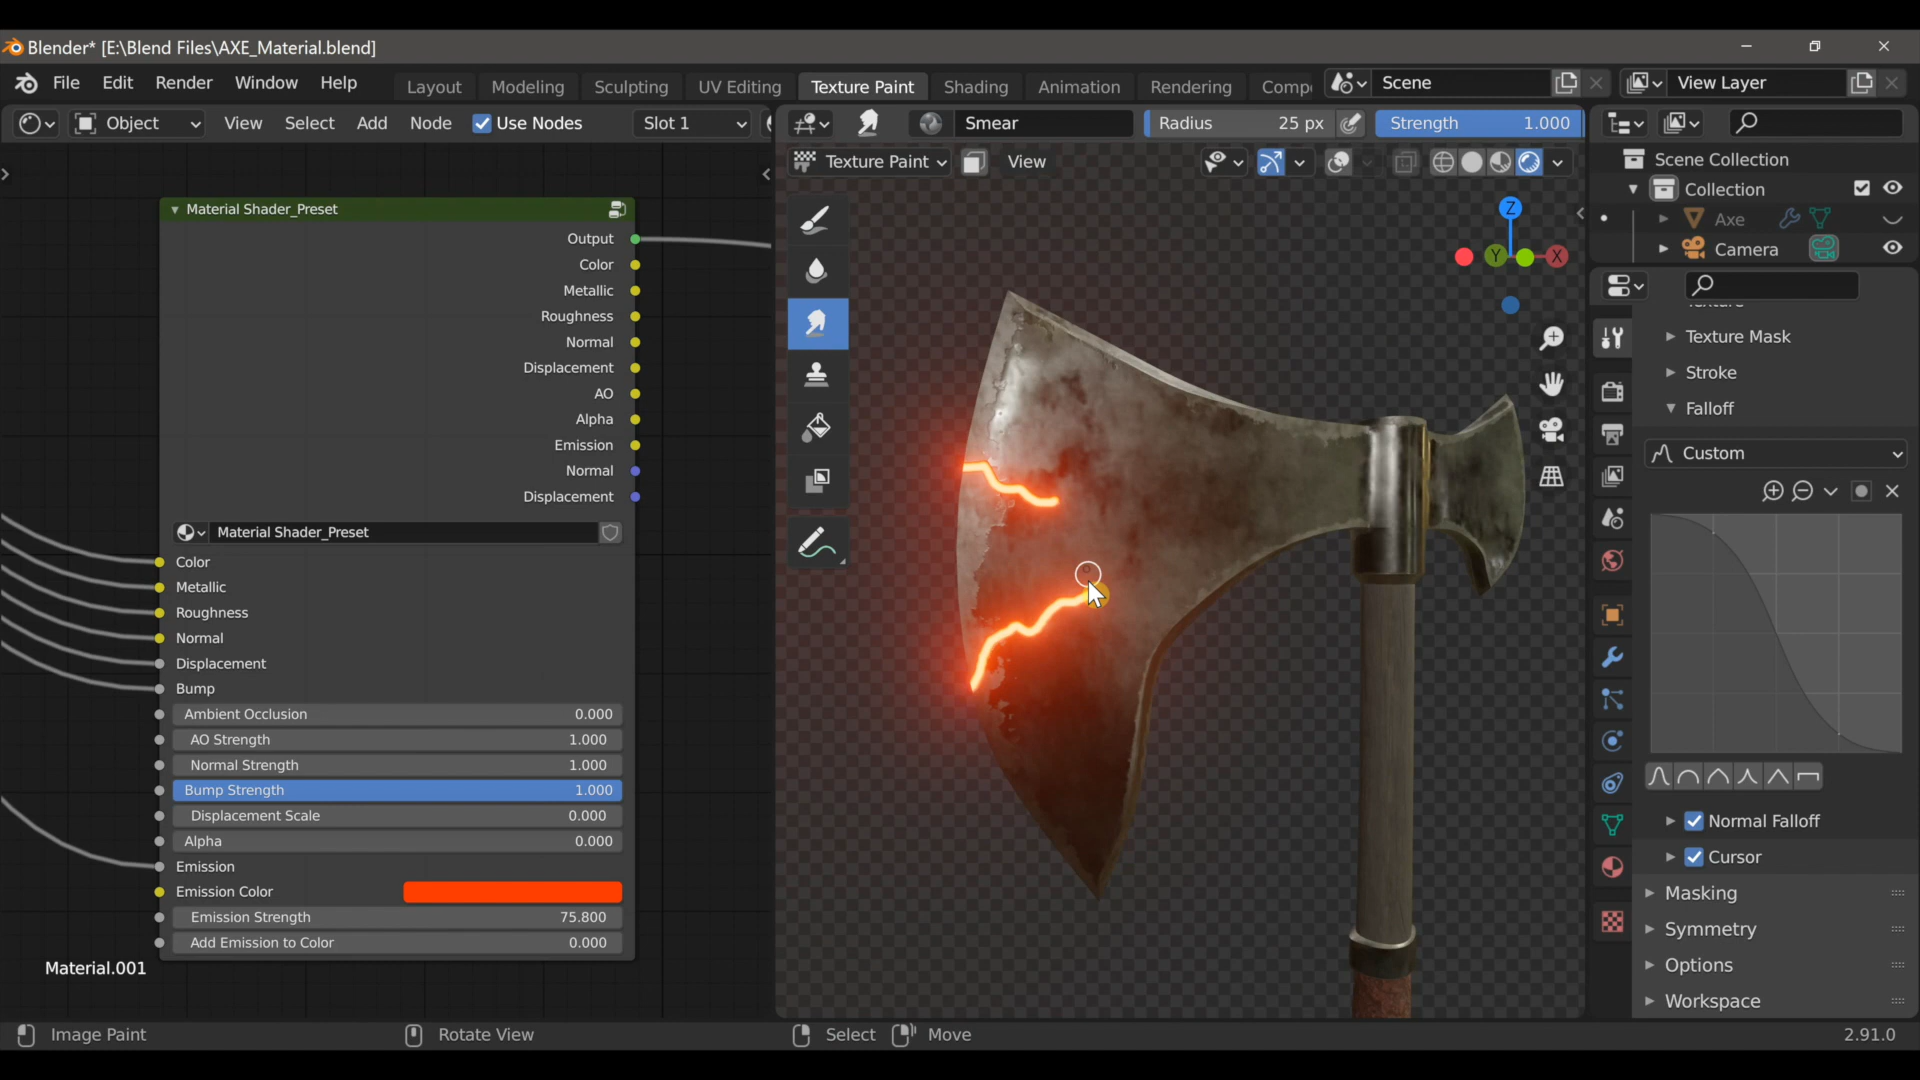 Blender* [E:\Blend Files\AXE_Material.blend]
File Edit Render Window Help
Layout Modeling Sculpting UV Editing Texture Paint Shading Animation Rendering Comp
Scene
View Layer
Object
View Select Add Node Use Nodes
Slot 1
Smear
Radius 25 px
Strength 1.000
Texture Paint
View
Scene Collection
Collection
Axe
Camera
Z
Y
X
Material Shader_Preset
Output
Color
Metallic
Roughness
Normal
Displacement
AO
Alpha
Emission
Normal
Displacement
Material Shader_Preset
Color
Metallic
Roughness
Normal
Displacement
Bump
Ambient Occlusion 0.000
AO Strength 1.000
Normal Strength 1.000
Bump Strength 1.000
Displacement Scale 0.000
Alpha 0.000
Emission
Emission Color
Emission Strength 75.800
Add Emission to Color 0.000
Material.001
Texture Mask
Stroke
Falloff
Custom
Normal Falloff
Cursor
Masking
Symmetry
Options
Workspace
Image Paint
Rotate View
Select
Move
2.91.0